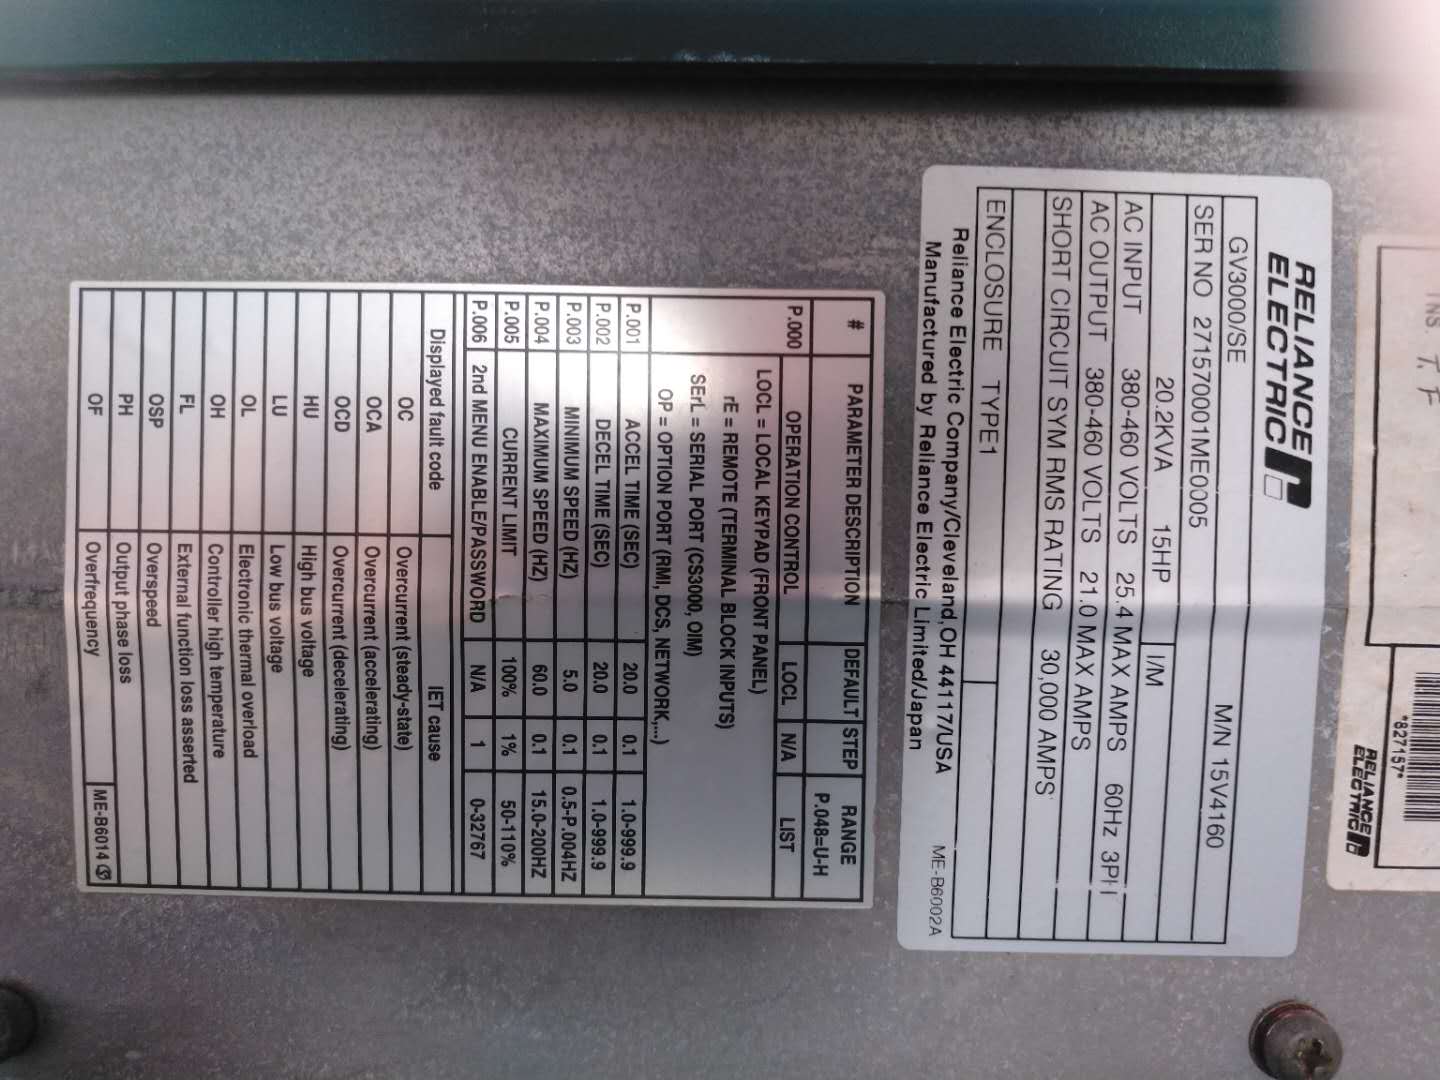 INS T. F
*827157*
RELIANCE
ELECTRIC
RELIANCE
ELECTRIC
GV3000/SE M/N 15V4160
SER NO 271570001ME0005
20.2KVA 15HP I/M
AC INPUT 380-460 VOLTS 25.4 MAX AMPS 60Hz 3PH
AC OUTPUT 380-460 VOLTS 21.0 MAX AMPS
SHORT CIRCUIT SYM RMS RATING 30,000 AMPS
ENCLOSURE TYPE1
Reliance Electric Company/Cleveland,OH 44117/USA
Manufactured by Reliance Electric Limited/Japan ME-B6002A
# PARAMETER DESCRIPTION DEFAULT STEP RANGE
P.048=U-H
P.000 OPERATION CONTROL LOCL N/A LIST
LOCL = LOCAL KEYPAD (FRONT PANEL)
rE = REMOTE (TERMINAL BLOCK INPUTS)
SErL = SERIAL PORT (CS3000, OIM)
OP = OPTION PORT (RMI, DCS, NETWORK,...)
P.001 ACCEL TIME (SEC) 20.0 0.1 1.0-999.9
P.002 DECEL TIME (SEC) 20.0 0.1 1.0-999.9
P.003 MINIMUM SPEED (HZ) 5.0 0.1 0.5-P.004HZ
P.004 MAXIMUM SPEED (HZ) 60.0 0.1 15.0-200HZ
P.005 CURRENT LIMIT 100% 1% 50-110%
P.006 2nd MENU ENABLE/PASSWORD N/A 1 0-32767
Displayed fault code IET cause
OC Overcurrent (steady-state)
OCA Overcurrent (accelerating)
OCD Overcurrent (decelerating)
HU High bus voltage
LU Low bus voltage
OL Electronic thermal overload
OH Controller high temperature
FL External function loss asserted
OSP Overspeed
PH Output phase loss
OF Overfrequency ME-B6014